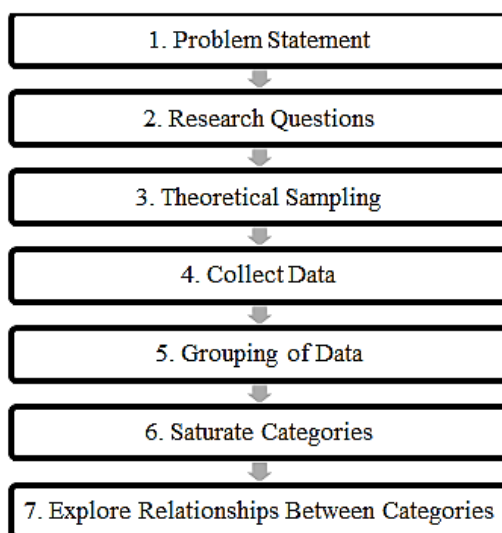 1. Problem Statement
2. Research Questions
3. Theoretical Sampling
4. Collect Data
5. Grouping of Data
6. Saturate Categories
7. Explore Relationships Between Categories